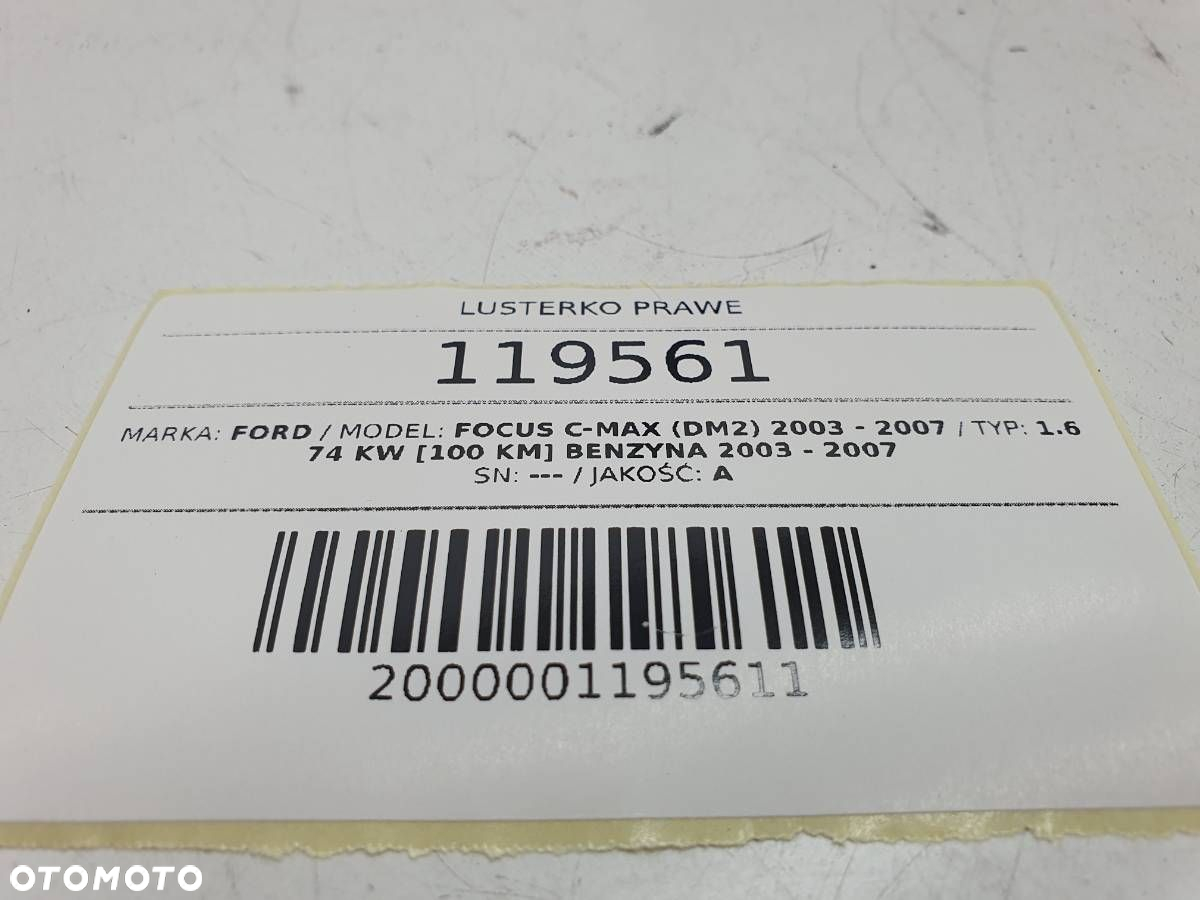 LUSTERKO PRAWE
119561
MARKA: FORD / MODEL: FOCUS C-MAX (DM2) 2003 - 2007 / TYP: 1.6
74 KW [100 KM] BENZYNA 2003 - 2007
SN: --- / JAKOŚĆ: A
2000001195611
OTOMOTO